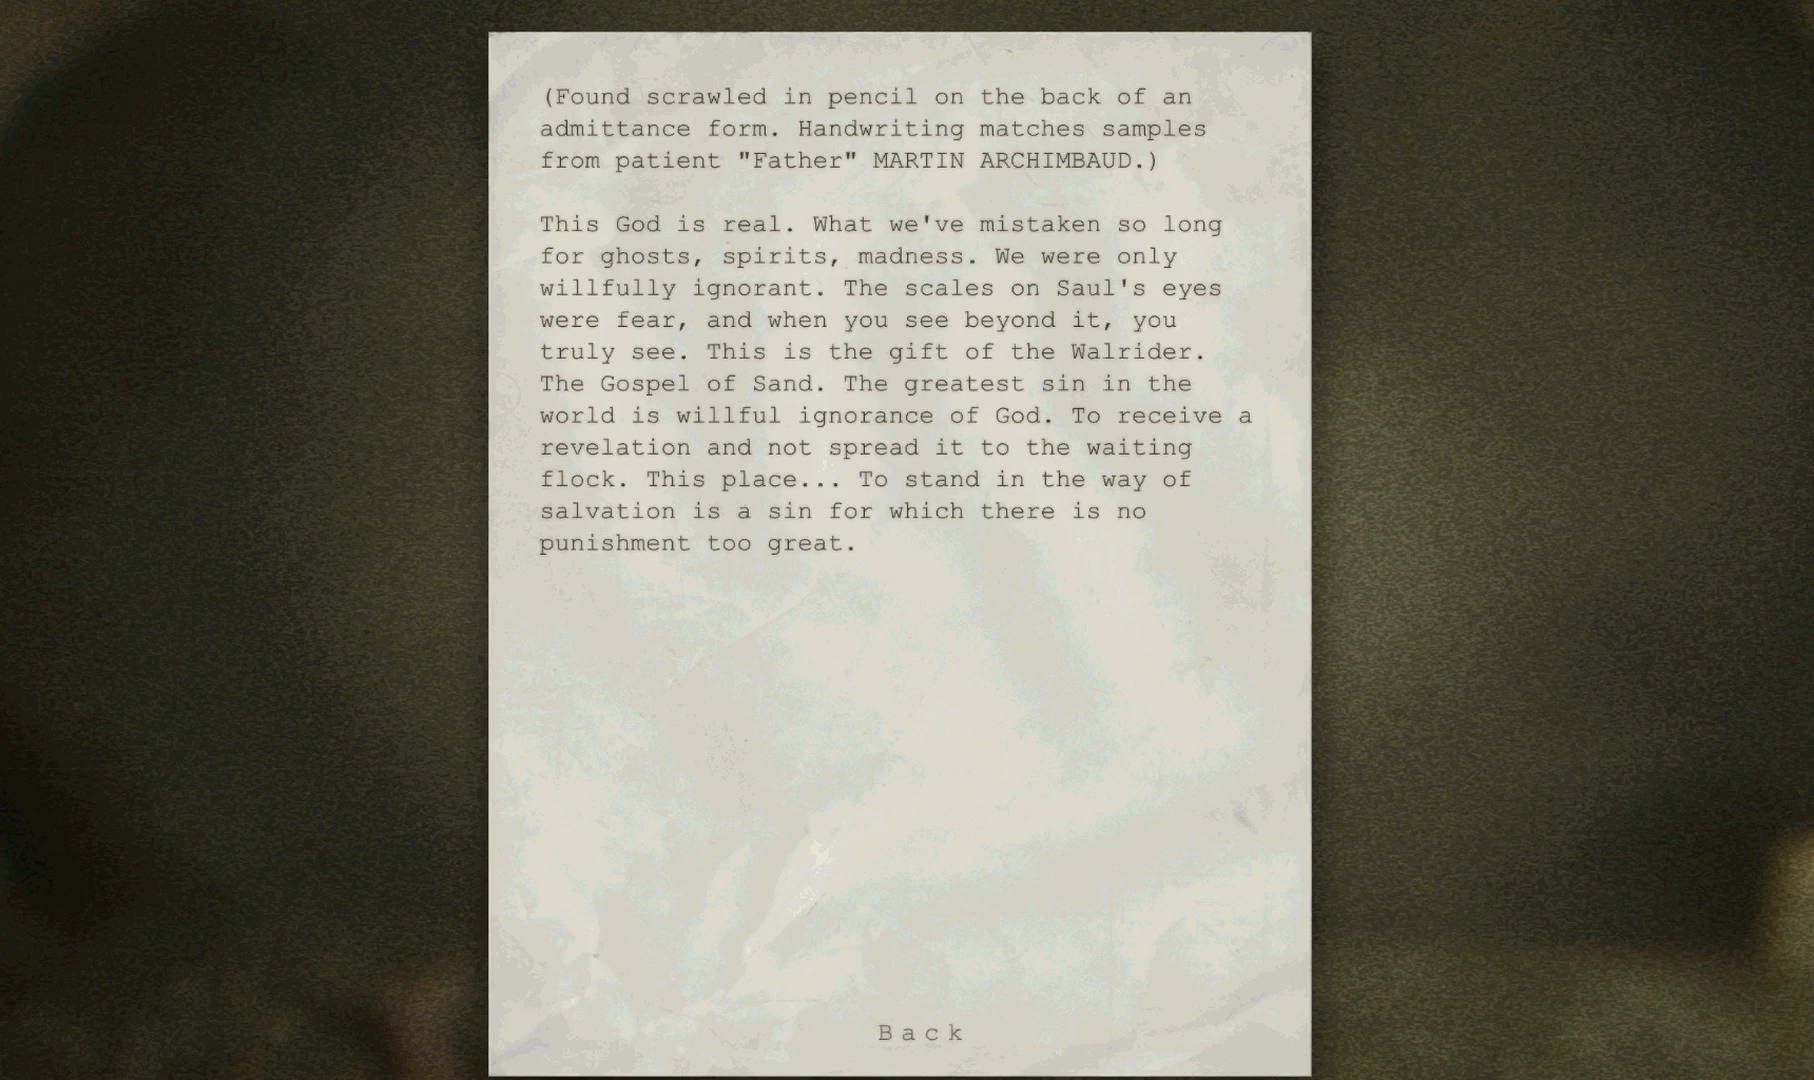 (Found scrawled in pencil on the back of an
admittance form. Handwriting matches samples
from patient "Father" MARTIN ARCHIMBAUD.)
This God is real. What we've mistaken so long
for ghosts, spirits, madness. We were only
willfully ignorant. The scales on Saul's eyes
were fear, and when you see beyond it, you
truly see. This is the gift of the Walrider.
The Gospel of Sand. The greatest sin in the
world is willful ignorance of God. To receive a
revelation and not spread it to the waiting
flock. This place... To stand in the way of
salvation is a sin for which there is no
punishment too great.
Back